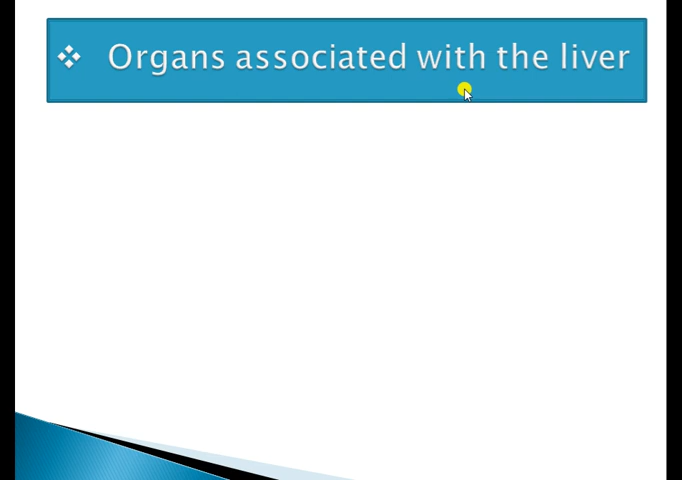 ❖ Organs associated with the liver